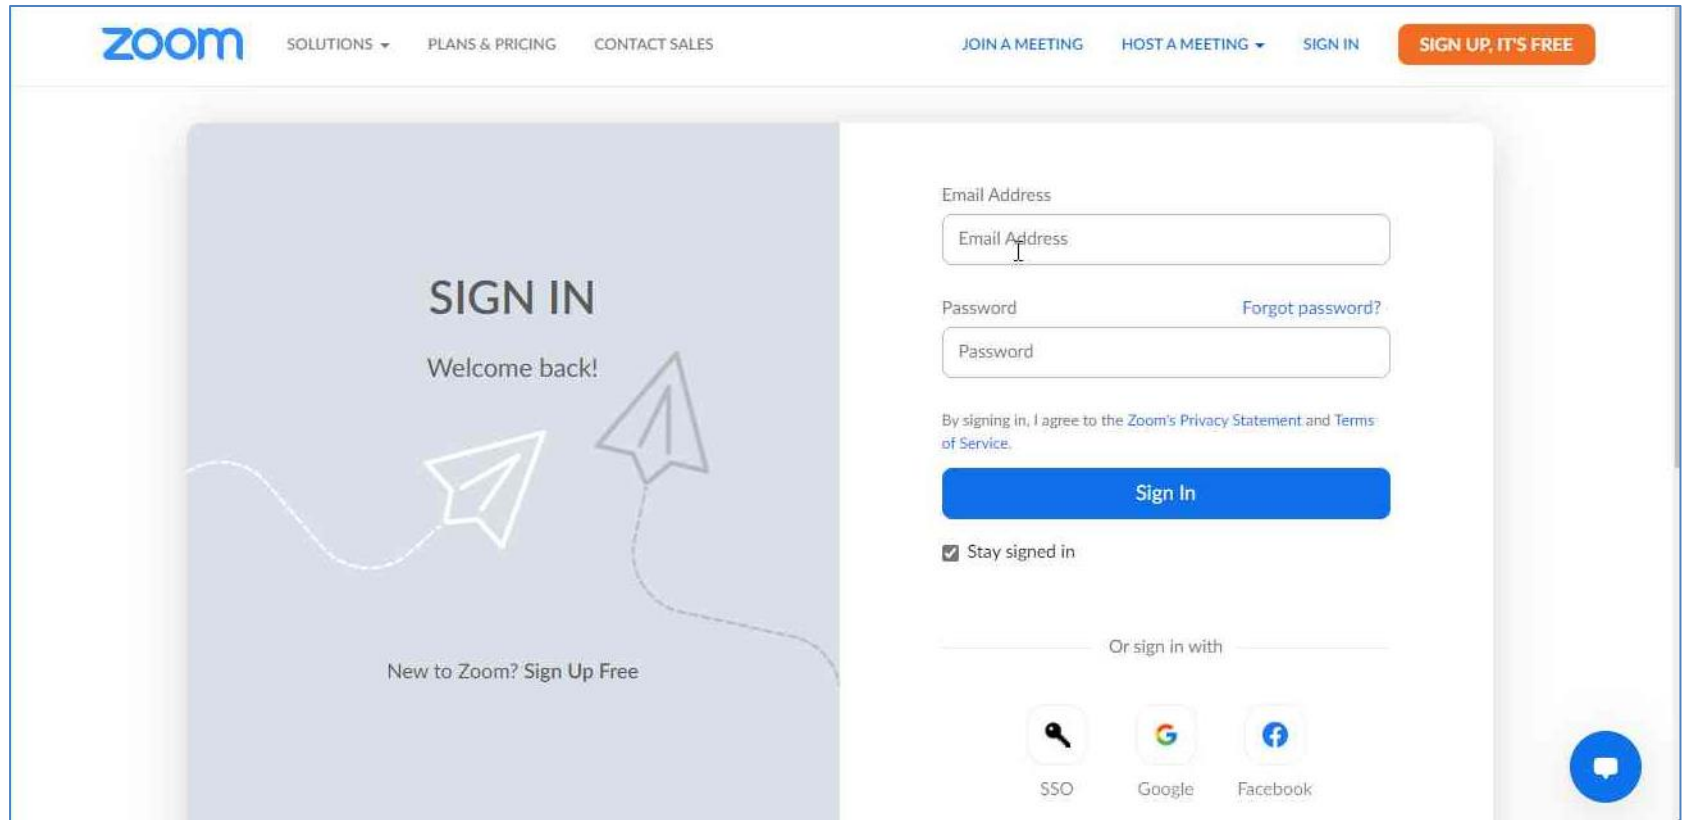 zoom
SOLUTIONS
PLANS & PRICING
CONTACT SALES
JOIN A MEETING
HOST A MEETING
SIGN IN
SIGN UP, IT'S FREE
SIGN IN
Welcome back!
New to Zoom? Sign Up Free
Email Address
Email Address
Password
Forgot password?
Password
By signing in, I agree to the Zoom's Privacy Statement and Terms
of Service.
Sign In
Stay signed in
Or sign in with
SSO
Google
Facebook